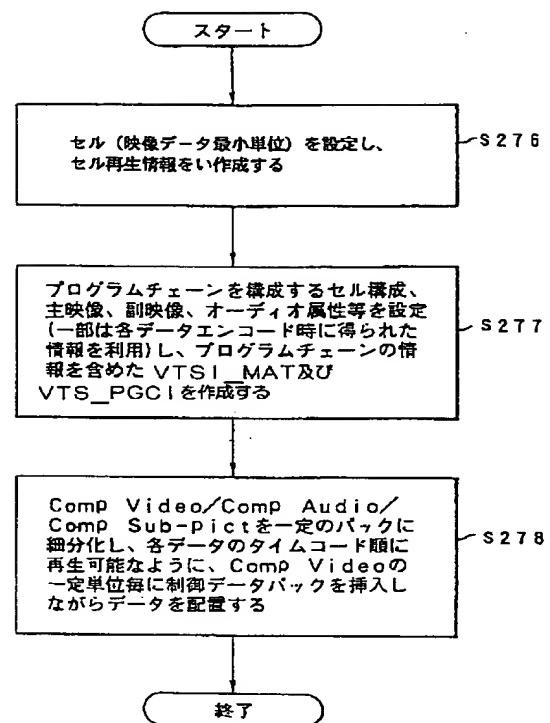 スタート
セル（映像データ最小単位）を設定し、
セル再生情報をい作成する
S276
プログラムチェーンを構成するセル構成、
主映像、副映像、オーディオ属性等を設定
(一部は各データエンコード時に得られた
情報を利用)し、プログラムチェーンの情
報を含めたVTSI_MAT及び
VTS_PGCIを作成する
S277
Comp Video/Comp Audio/
Comp Sub-pictを一定のパックに
細分化し、各データのタイムコード順に
再生可能なように、Comp Videoの
一定単位毎に制御データパックを挿入し
ながらデータを配置する
S278
終了